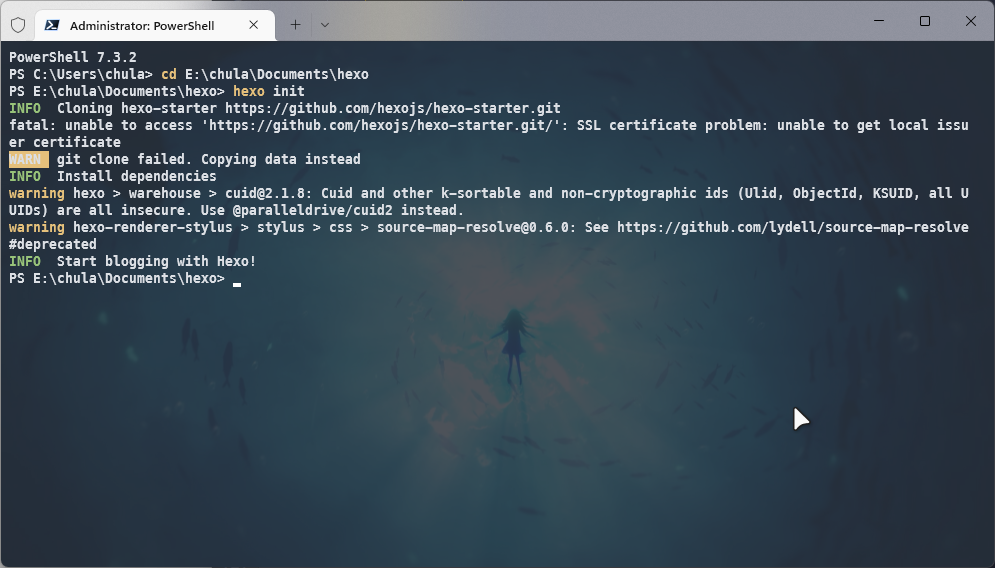 Administrator: PowerShell
PowerShell 7.3.2
PS C:\Users\chula> cd E:\chula\Documents\hexo
PS E:\chula\Documents\hexo> hexo init
INFO  Cloning hexo-starter https://github.com/hexojs/hexo-starter.git
fatal: unable to access 'https://github.com/hexojs/hexo-starter.git/': SSL certificate problem: unable to get local issu
er certificate
WARN  git clone failed. Copying data instead
INFO  Install dependencies
warning hexo > warehouse > cuid@2.1.8: Cuid and other k-sortable and non-cryptographic ids (Ulid, ObjectId, KSUID, all U
UIDs) are all insecure. Use @paralleldrive/cuid2 instead.
warning hexo-renderer-stylus > stylus > css > source-map-resolve@0.6.0: See https://github.com/lydell/source-map-resolve
#deprecated
INFO  Start blogging with Hexo!
PS E:\chula\Documents\hexo>